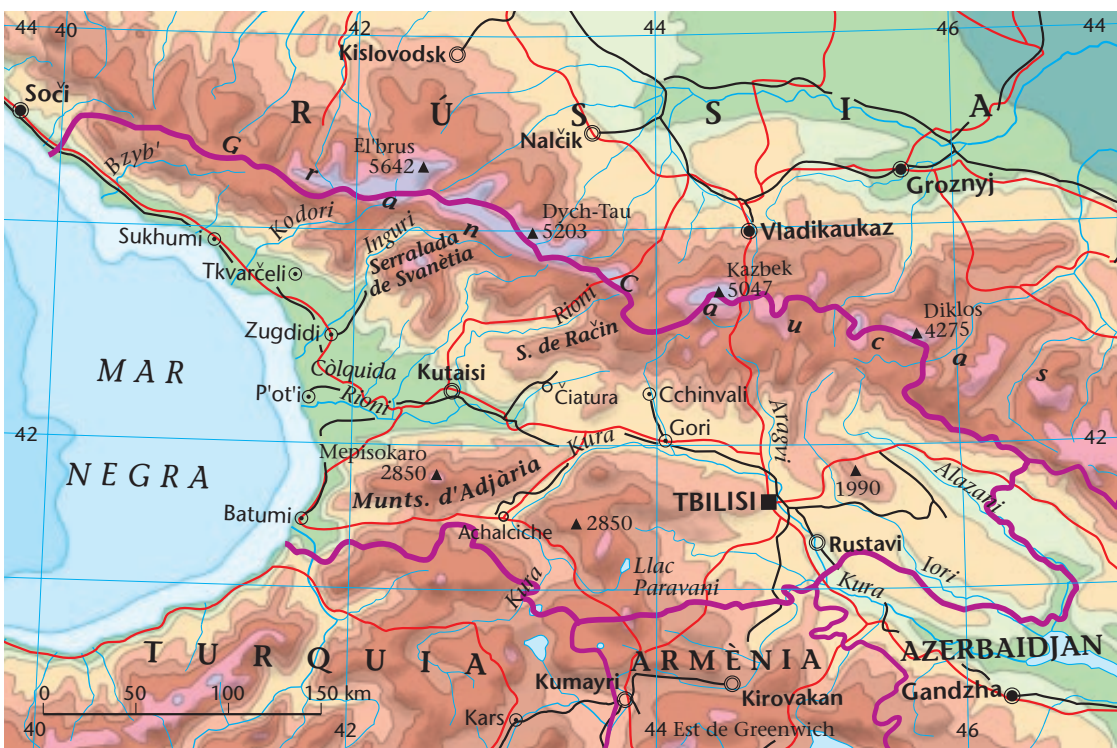 44
40
42
44
46
44
Kislovodsk
Soči
R Ú S S I A
Nalčik
El'brus
5642
Groznyj
Bzyb'
Gran Caucas
Kodori
Inguri
Serralada
de Svanètia
Dych-Tau
5203
Vladikaukaz
Sukhumi
Tkvarčeli
Kazbek
5047
Rioni
Diklos
4275
Zugdidi
S. de Račin
MAR
NEGRA
Còlquida
Kutaisi
P'ot'i
Rioni
Čiatura
Cchinvali
Aragvi
42
Kura
Gori
42
Mepisokaro
2850
Munts. d'Adjària
Alazani
1990
TBILISI
Batumi
Achalciche
2850
Rustavi
Kura
Llac
Paravani
Iori
Kura
TURQUIA
ARMÈNIA
AZERBAIDJAN
0 50 100 150 km
Kumayri
Kirovakan
Gandzha
Kars
40
42
44
Est de Greenwich
46